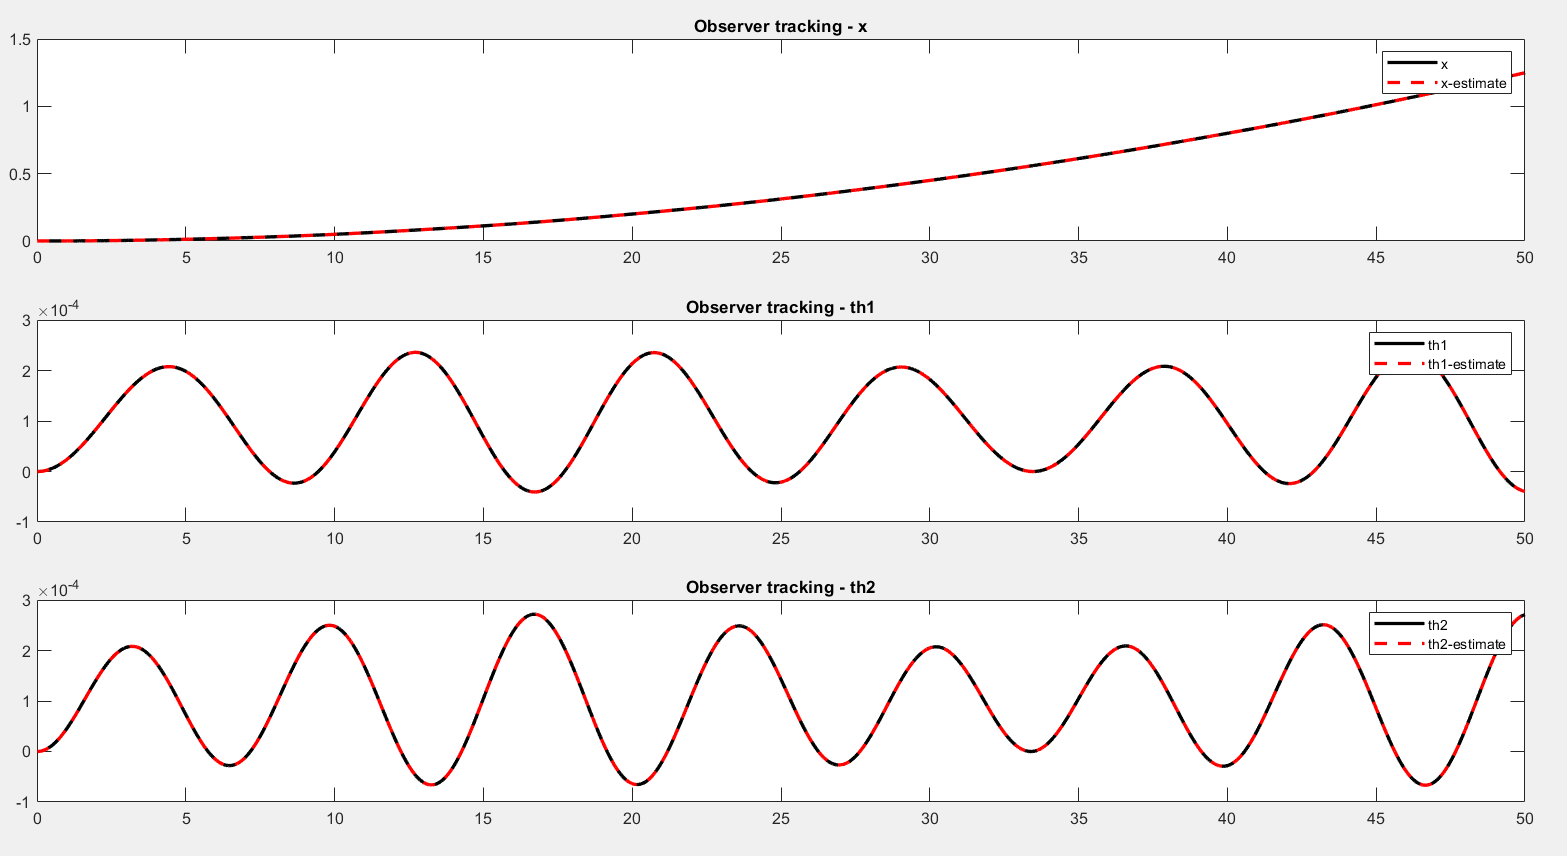 Observer tracking - x
1.5
1
0.5
0
0 5 10 15 20 25 30 35 40 45 50
x
x-estimate
Observer tracking - th1
×10-4
3
2
1
0
-1
0 5 10 15 20 25 30 35 40 45 50
th1
th1-estimate
Observer tracking - th2
×10-4
3
2
1
0
-1
0 5 10 15 20 25 30 35 40 45 50
th2
th2-estimate